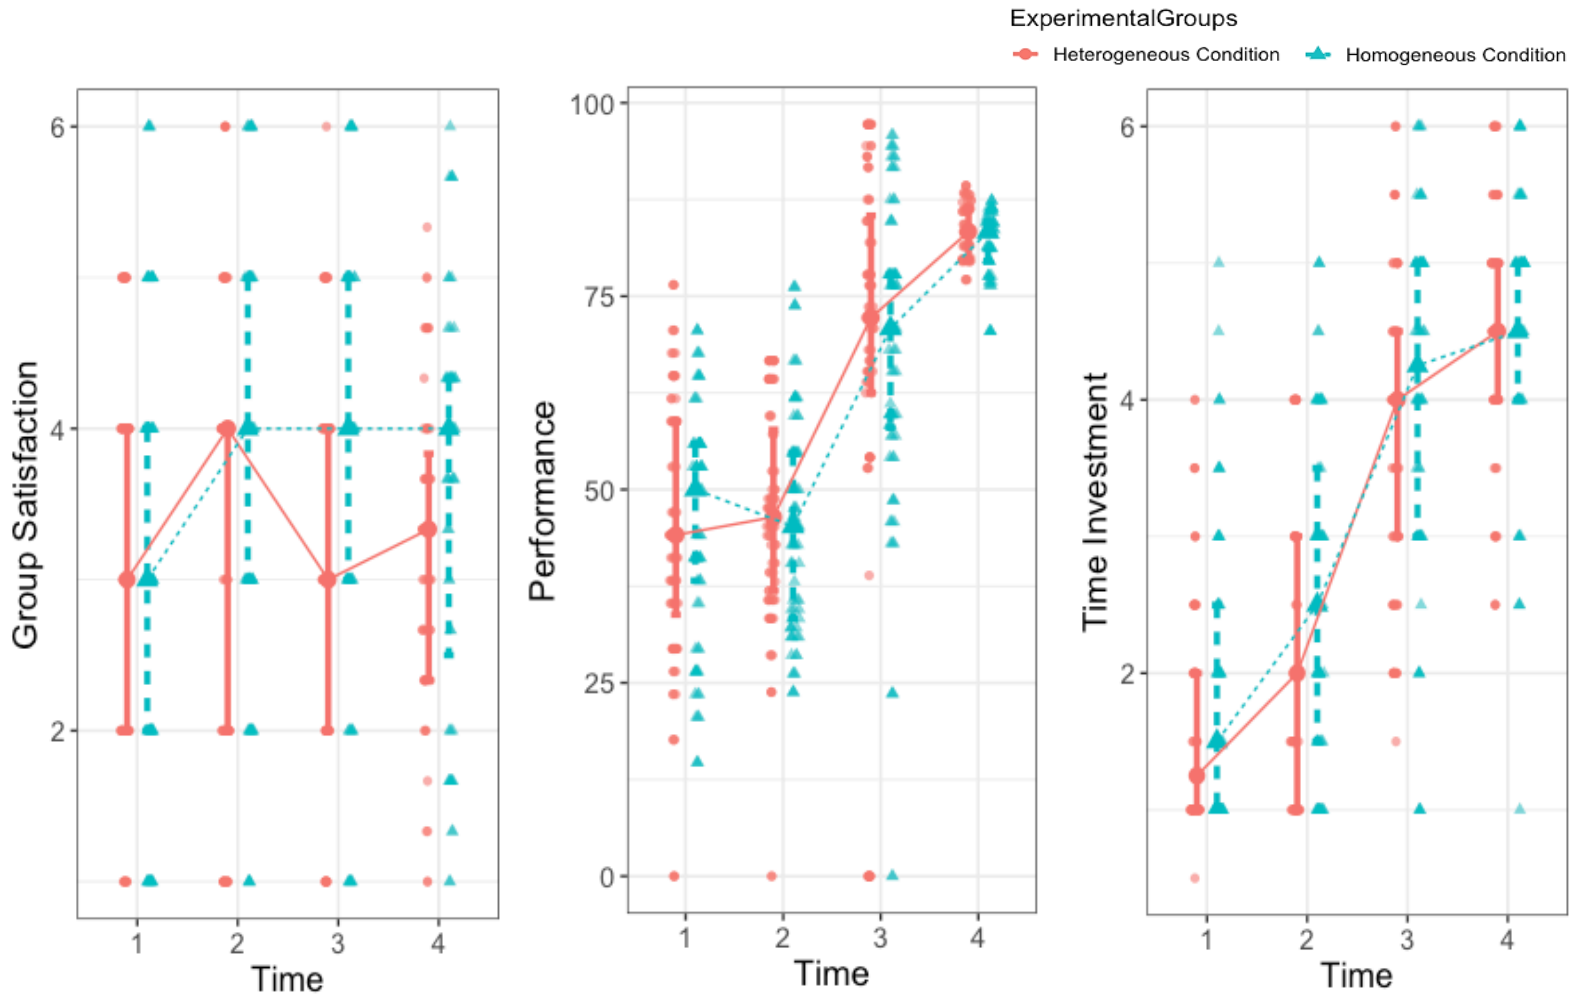 ExperimentalGroups
Heterogeneous Condition Homogeneous Condition
Group Satisfaction
6
4
2
1 2 3 4
Time
Performance
100
75
50
25
0
1 2 3 4
Time
Time Investment
6
4
2
1 2 3 4
Time